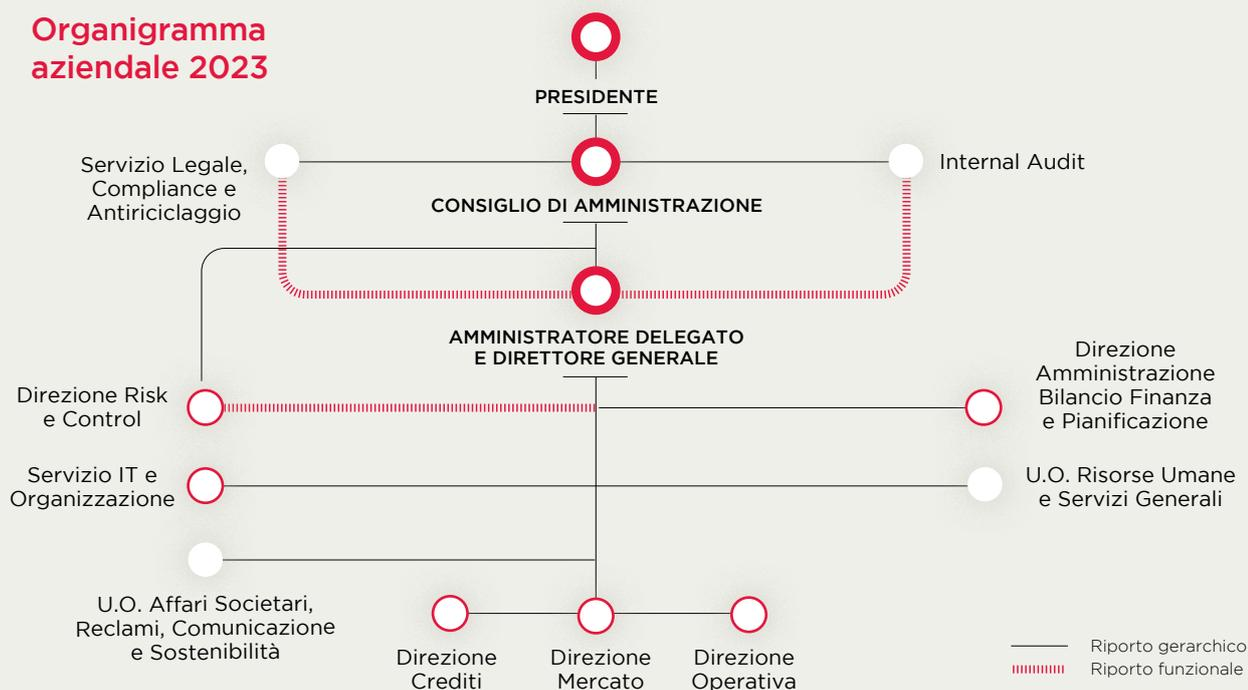 Organigramma
aziendale 2023
PRESIDENTE
Servizio Legale,
Compliance e
Antiriciclaggio
Internal Audit
CONSIGLIO DI AMMINISTRAZIONE
AMMINISTRATORE DELEGATO
E DIRETTORE GENERALE
Direzione Risk
e Control
Direzione
Amministrazione
Bilancio Finanza
e Pianificazione
Servizio IT e
Organizzazione
U.O. Risorse Umane
e Servizi Generali
U.O. Affari Societari,
Reclami, Comunicazione
e Sostenibilità
Direzione
Crediti
Direzione
Mercato
Direzione
Operativa
Riporto gerarchico
Riporto funzionale